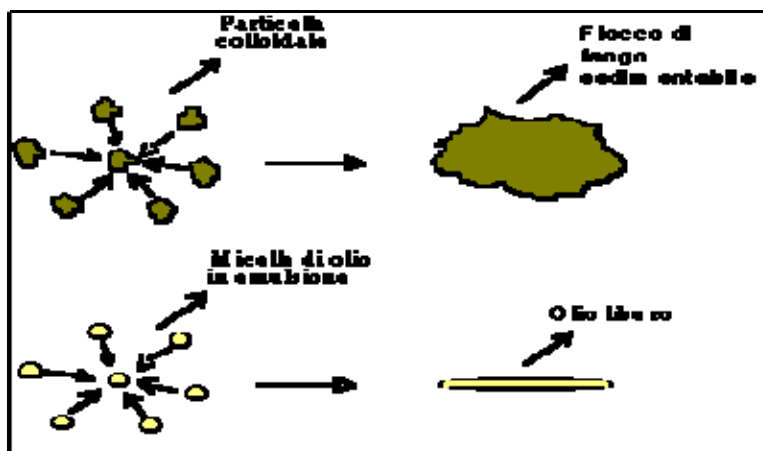 Particella
colloidale
Fiocco di
fango
sedimentabile
Micella di olio
in emulsione
Olio libero